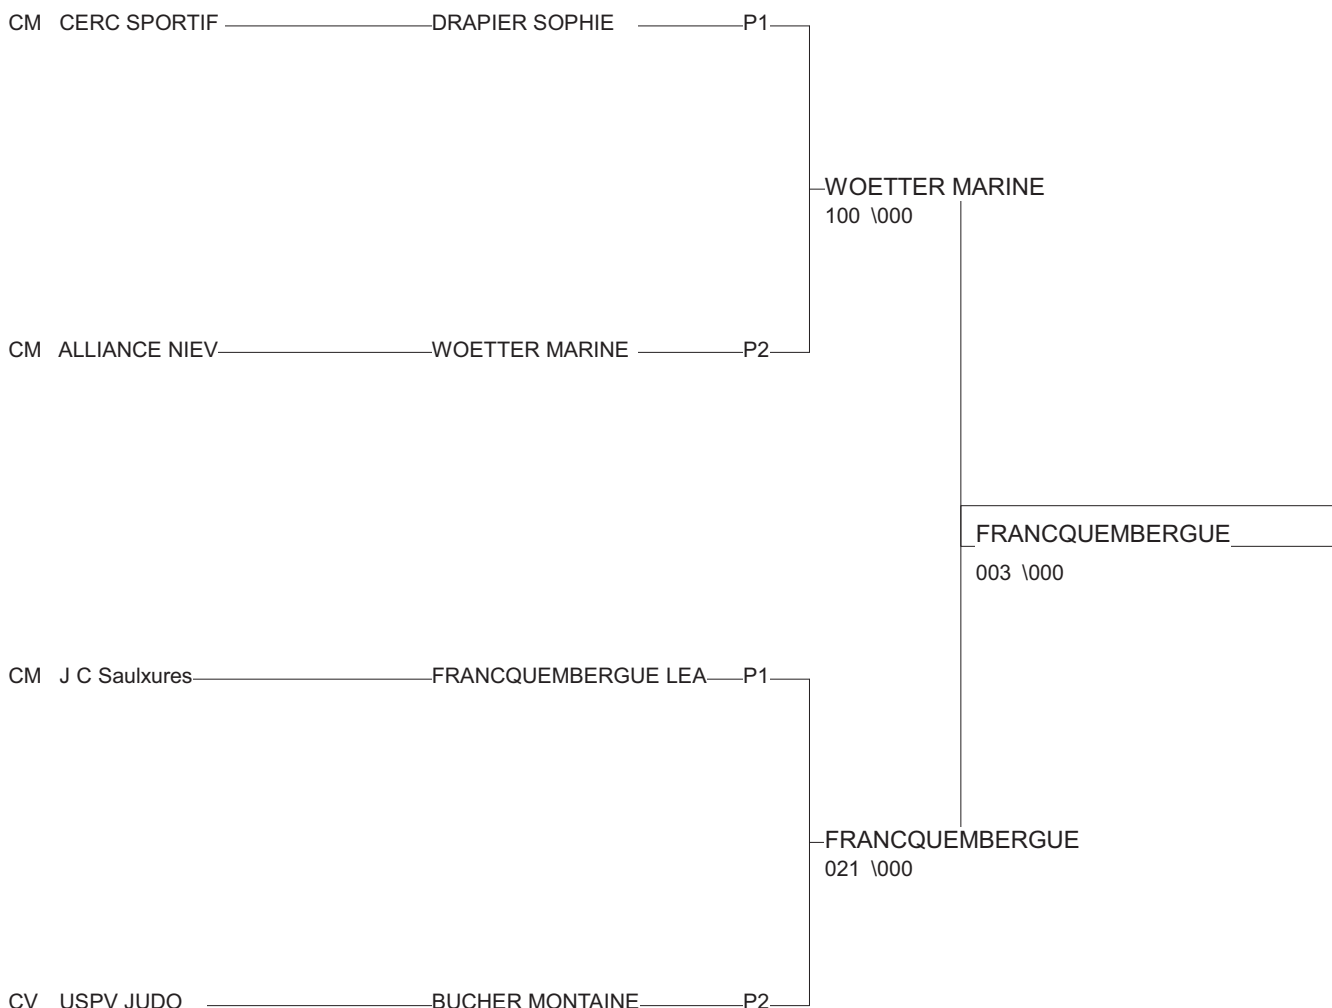 CM CERC SPORTIF DRAPIER SOPHIE P1
WOETTER MARINE
100 \000
CM ALLIANCE NIEV WOETTER MARINE P2
FRANCQUEMBERGUE
003 \000
CM J C Saulxures FRANCQUEMBERGUE LEA P1
FRANCQUEMBERGUE
021 \000
CV USPV JUDO BUCHER MONTAINE P2